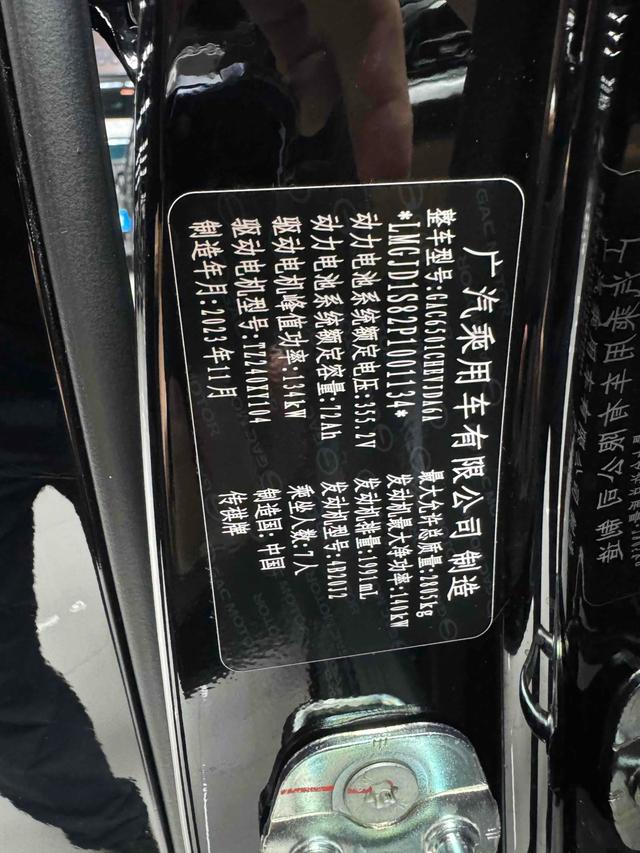 广汽乘用车有限公司 制造
整车型号:GAC6501CHEVD6A 最大允许总质量:2605kg
*LMGJD1S82P1001134* 发动机最大净功率:140kW
动力电池系统额定电压:355.2V 发动机排量:1991mL
动力电池系统额定容量:72Ah 发动机型号:4B20J2
驱动电机峰值功率:134kW 乘坐人数:7人
驱动电机型号:TZ240XYA04 制造国:中国
制造年月:2023年11月 传祺牌
GAC MOTOR